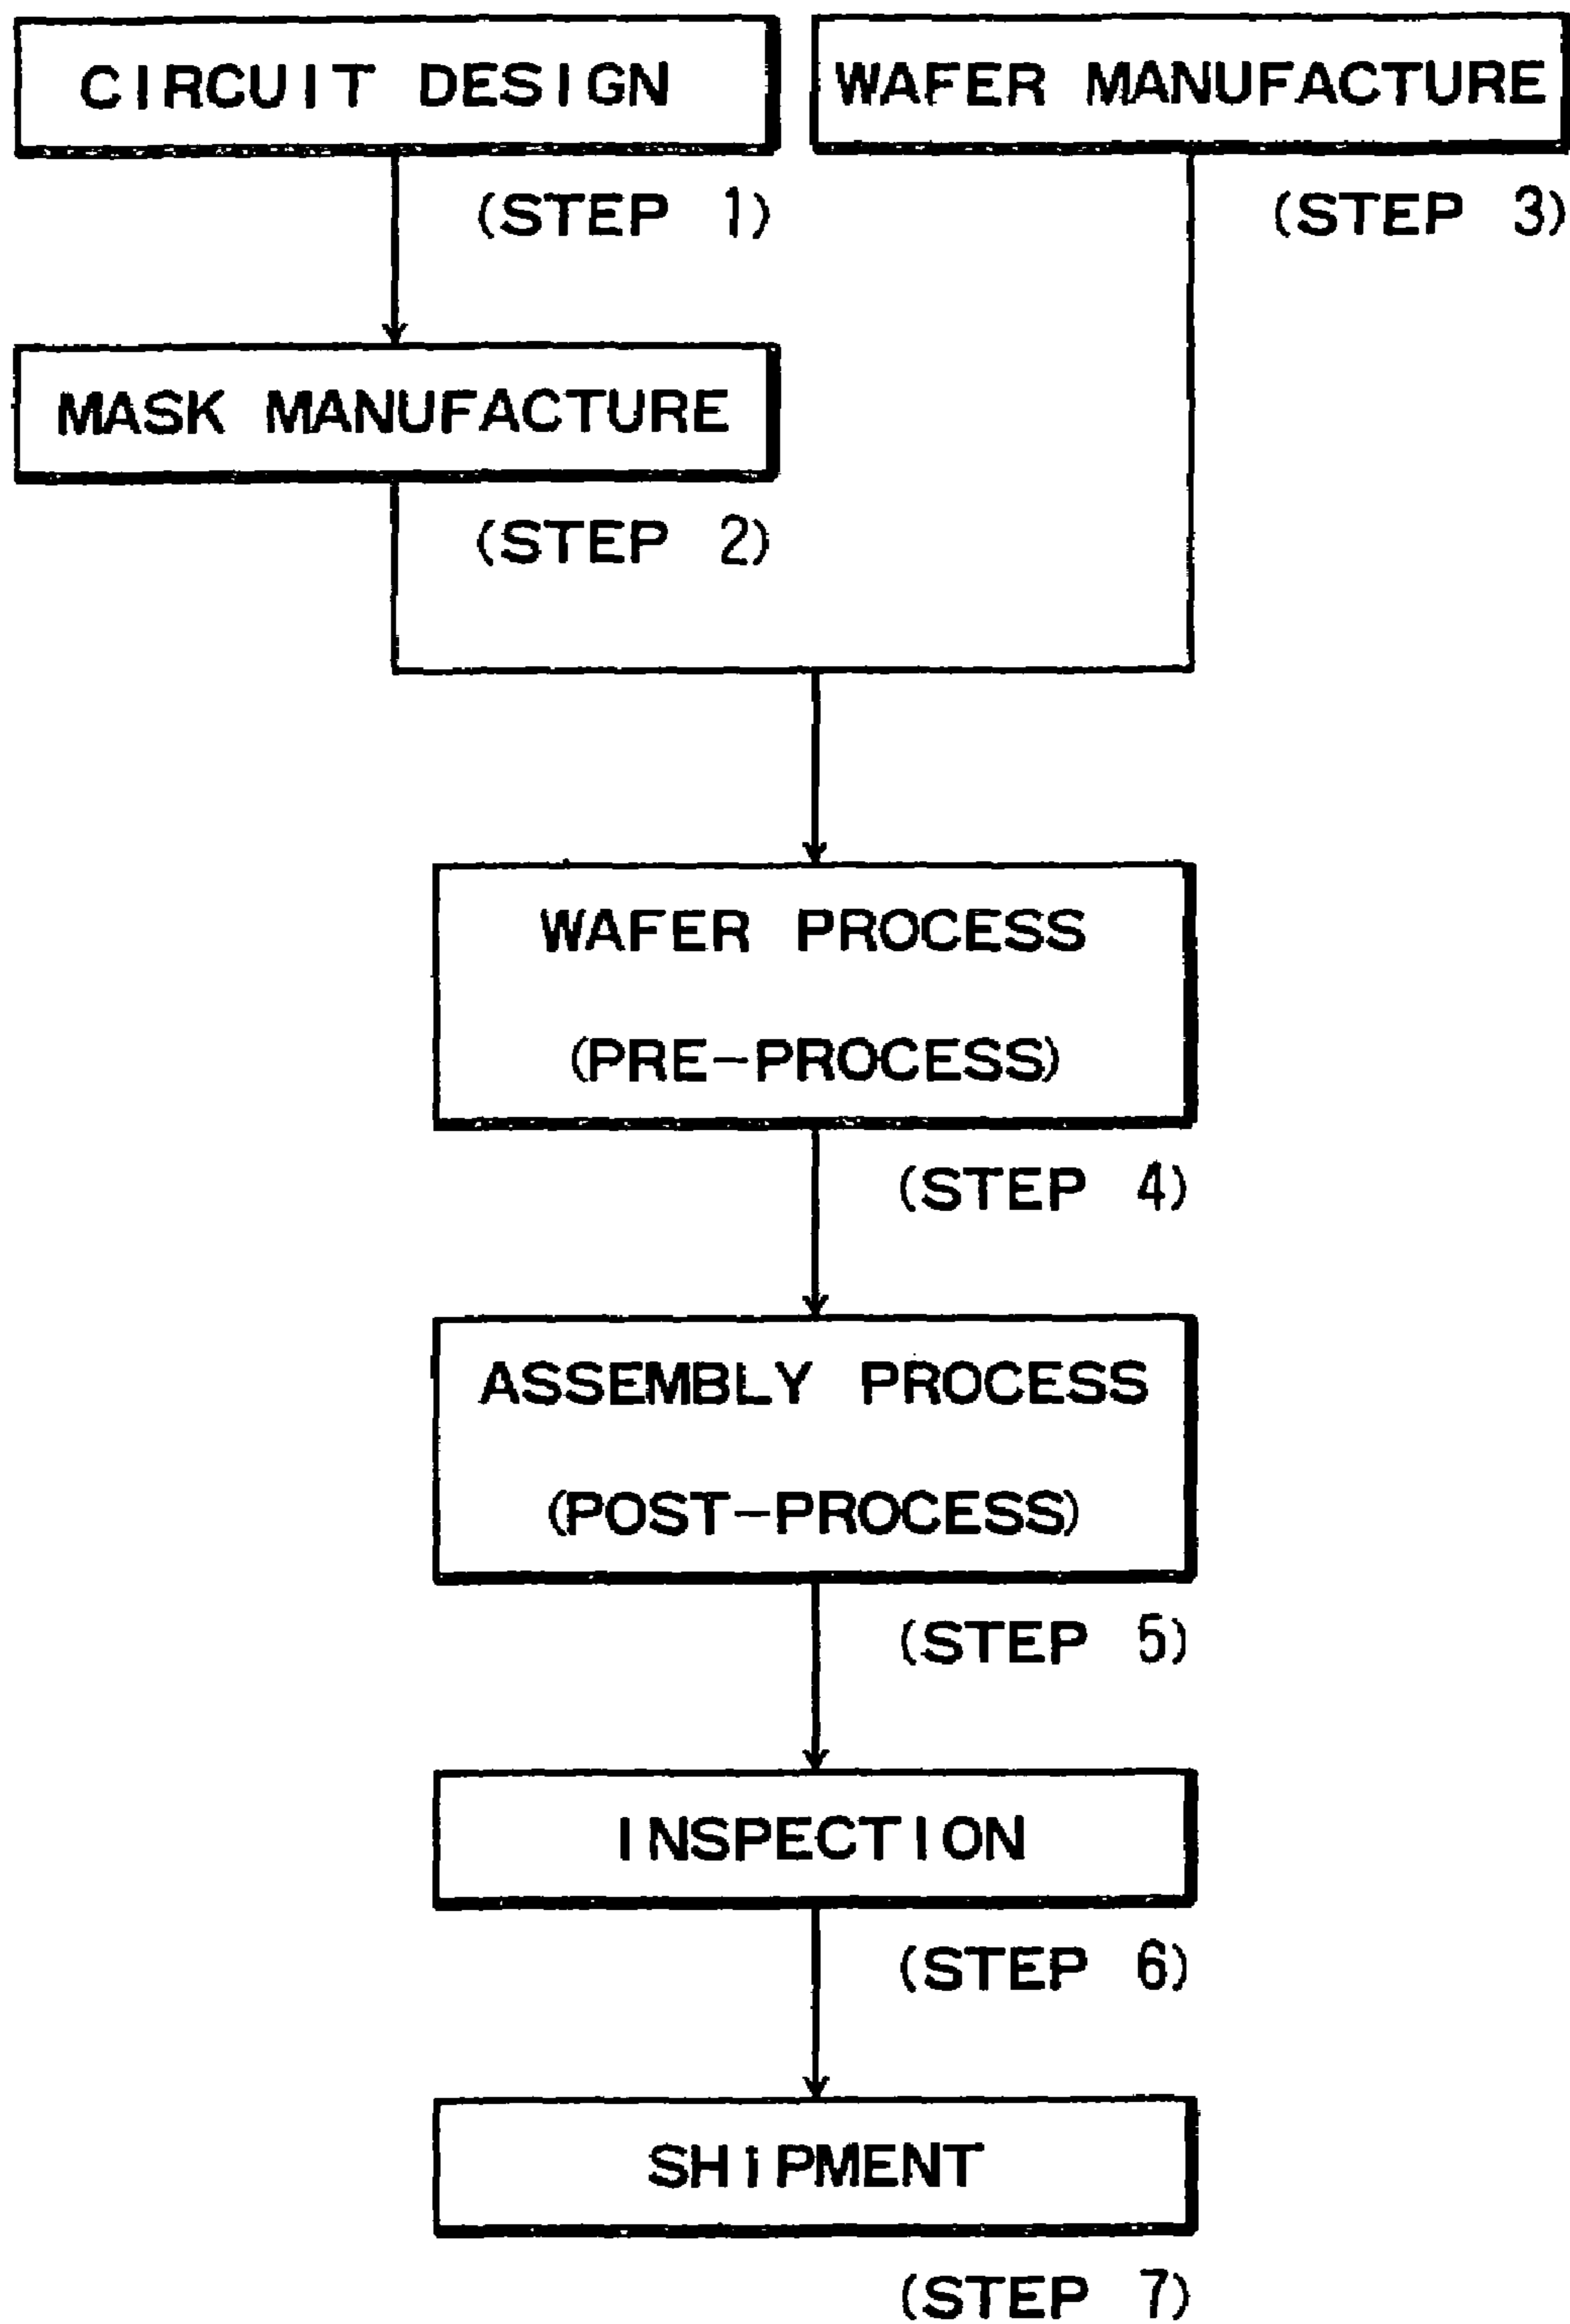 CIRCUIT DESIGN
(STEP 1)
WAFER MANUFACTURE
(STEP 3)
MASK MANUFACTURE
(STEP 2)
WAFER PROCESS
(PRE-PROCESS)
(STEP 4)
ASSEMBLY PROCESS
(POST-PROCESS)
(STEP 5)
INSPECTION
(STEP 6)
SHIPMENT
(STEP 7)